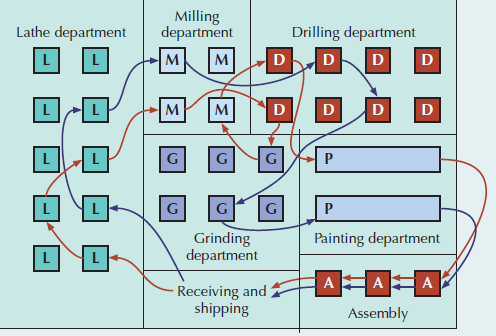 Lathe department
Milling
department
Drilling department
L L M M D D D D
L L M M D D D D
L L G G G P
L L G G G P
Grinding
department
Painting department
L L
Receiving and
shipping
A A A
Assembly